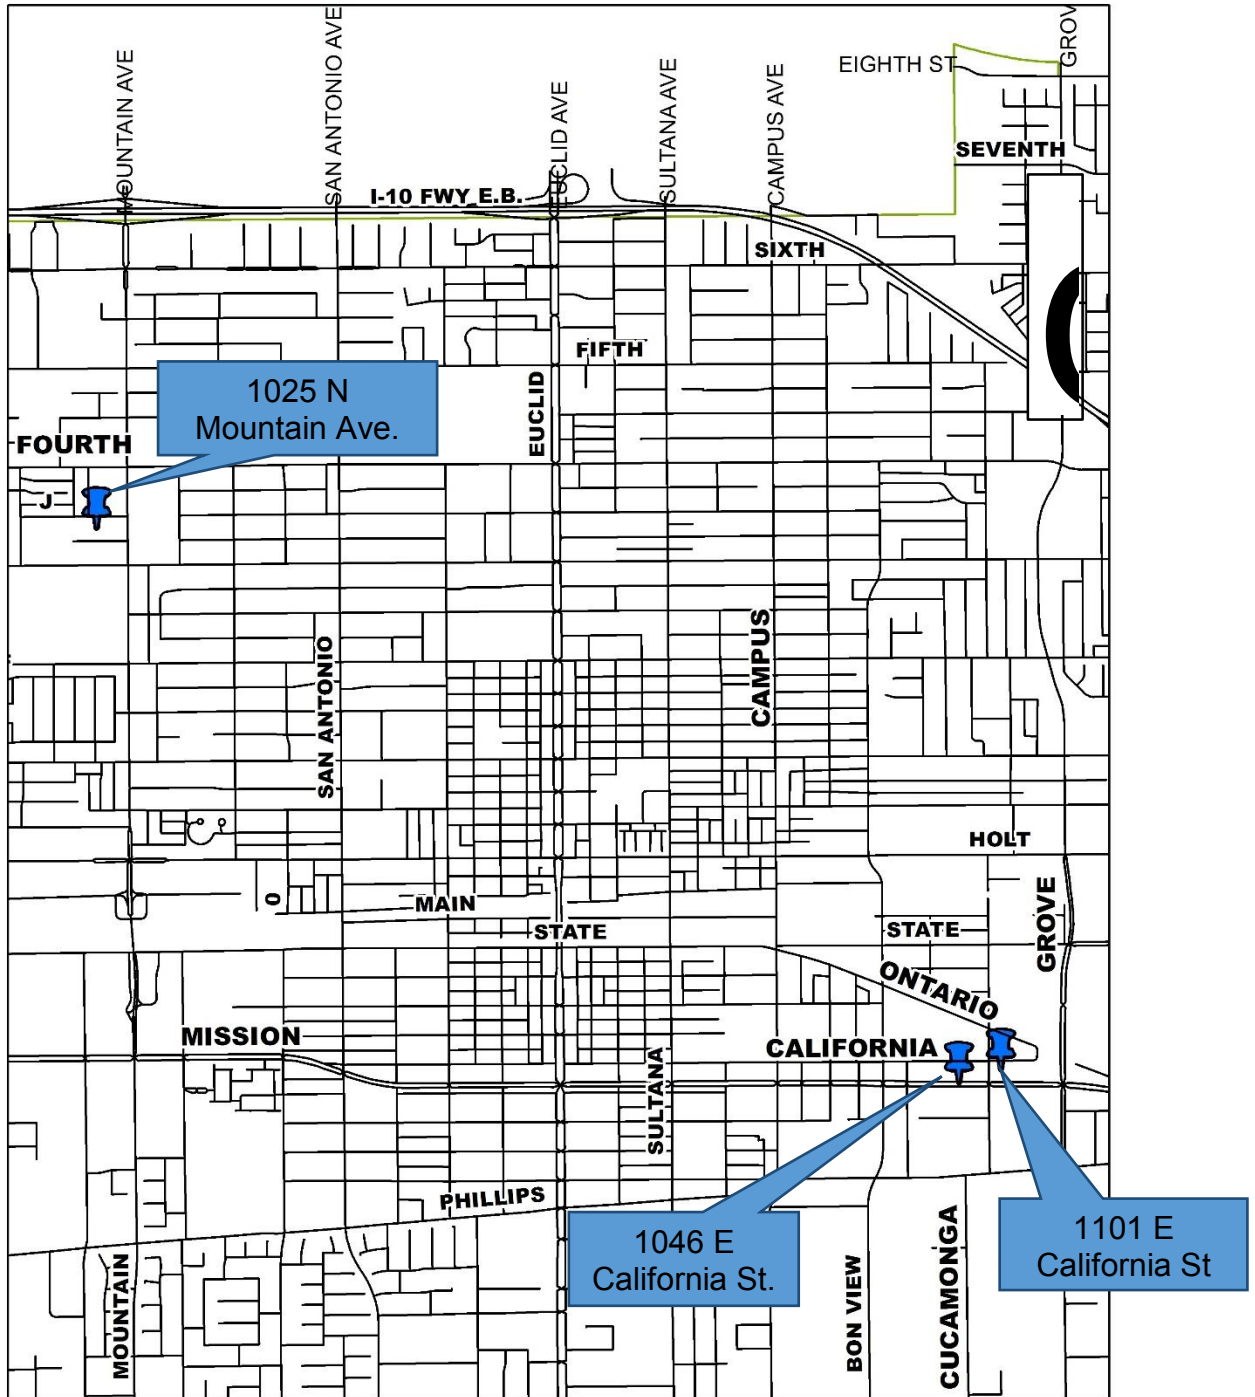 MOUNTAIN AVE
SAN ANTONIO AVE
EUCLID AVE
SULTANA AVE
CAMPUS AVE
EIGHTH ST
GROV
SEVENTH
I-10 FWY E.B.
SIXTH
FIFTH
EUCLID
1025 N
Mountain Ave.
FOURTH
J
CAMPUS
SAN ANTONIO
HOLT
O
MAIN
STATE
STATE
GROVE
ONTARIO
MISSION
CALIFORNIA
SULTANA
PHILLIPS
1046 E
California St.
1101 E
California St
MOUNTAIN
BON VIEW
CUCAMONGA